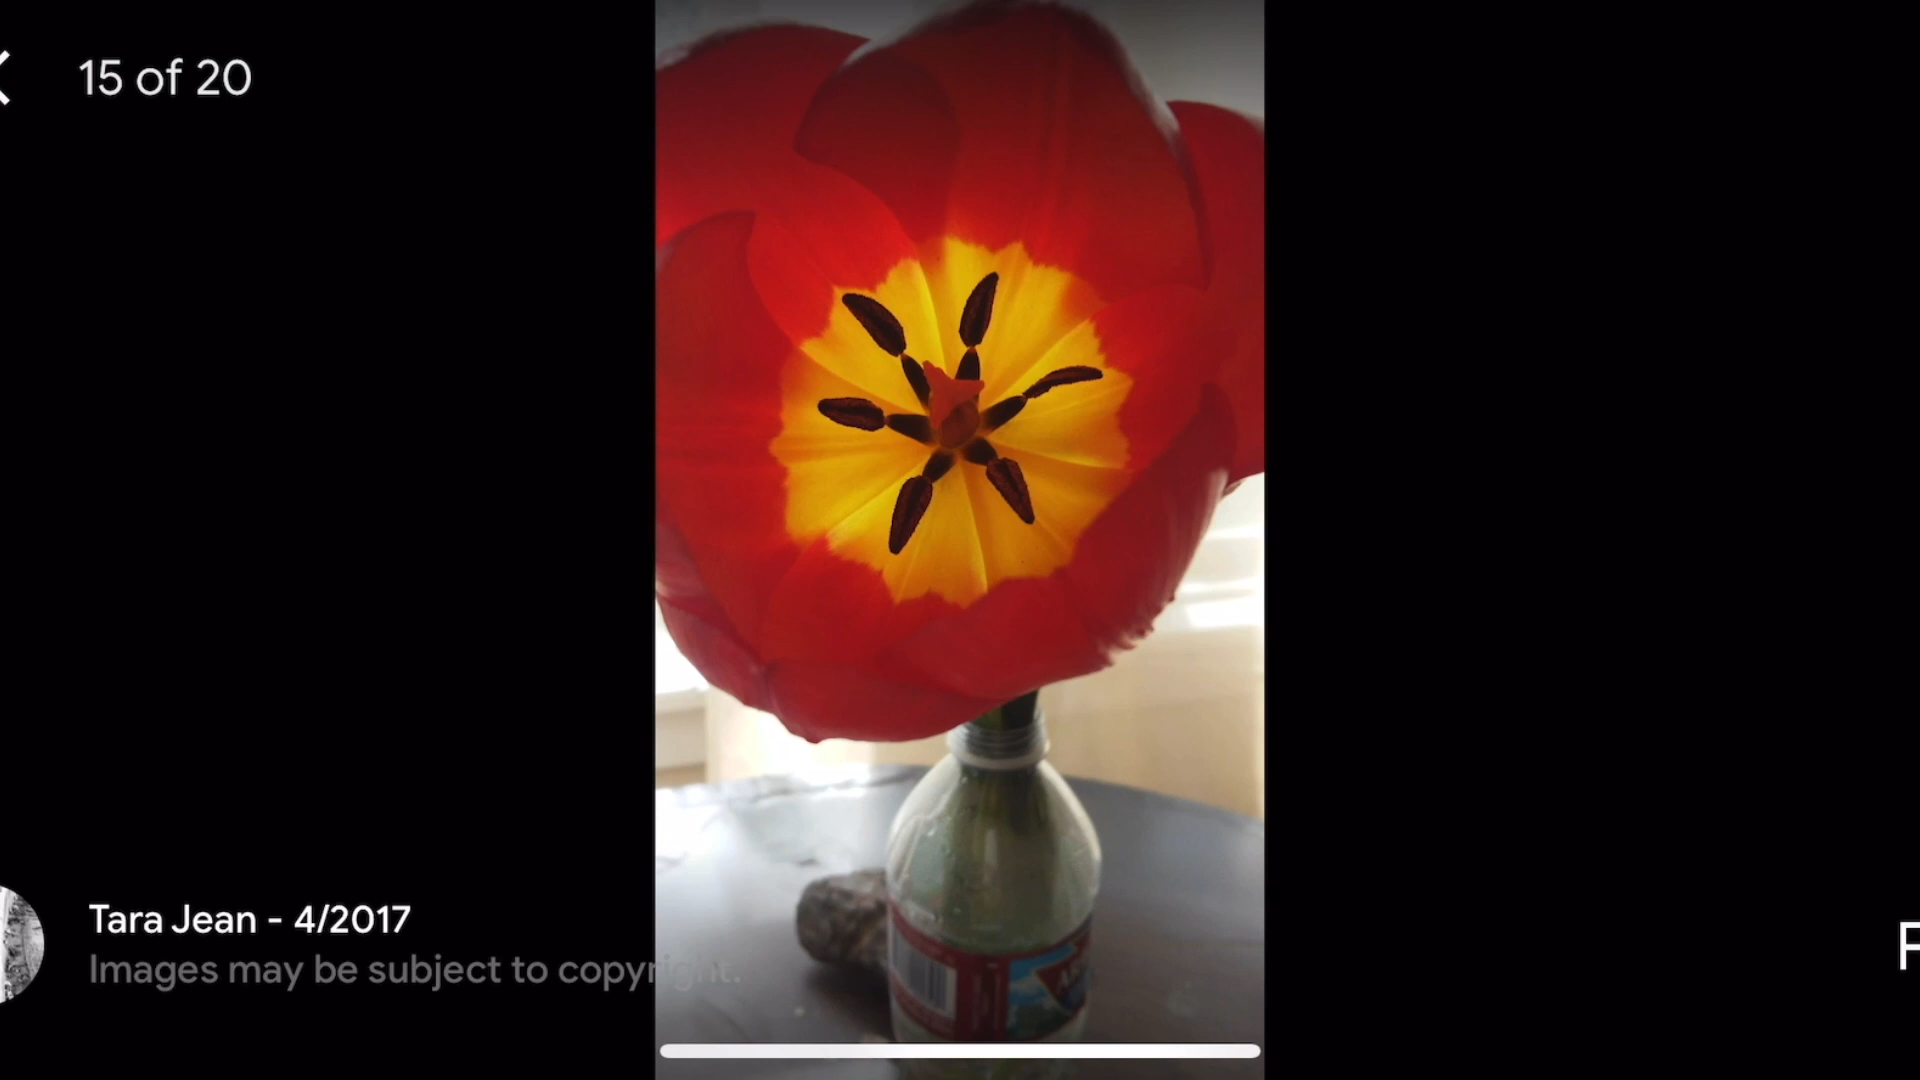 15 of 20
Tara Jean - 4/2017
Images may be subject to copyright.